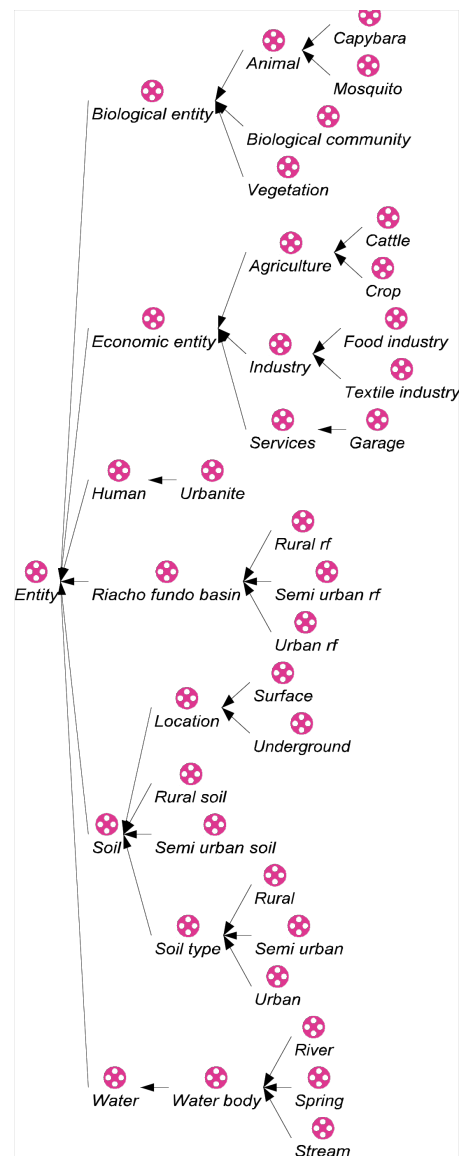 Capybara
Animal
Mosquito
Biological entity
Biological community
Vegetation
Cattle
Agriculture
Crop
Economic entity
Food industry
Industry
Textile industry
Services
Garage
Human
Urbanite
Rural rf
Entity
Riacho fundo basin
Semi urban rf
Urban rf
Surface
Location
Underground
Rural soil
Soil
Semi urban soil
Rural
Soil type
Semi urban
Urban
River
Water
Water body
Spring
Stream